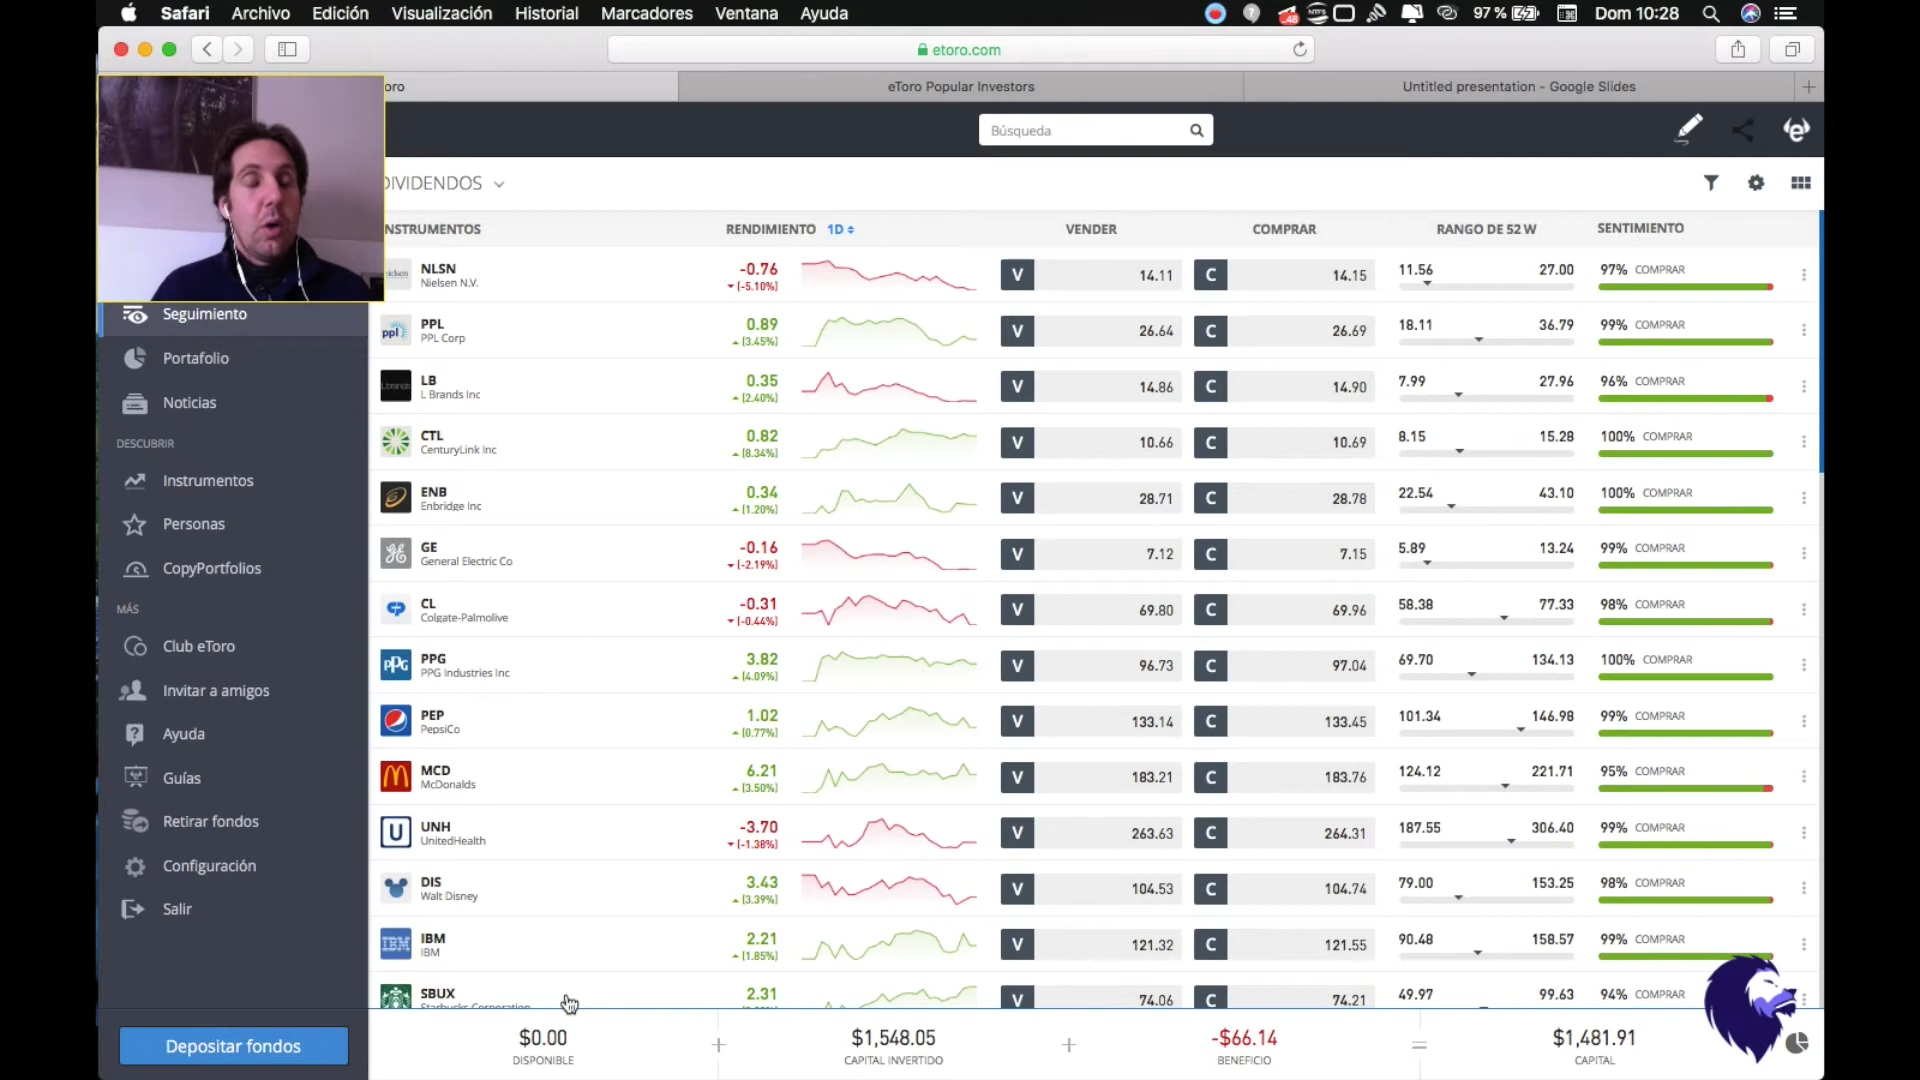 Safari Archivo Edición Visualización Historial Marcadores Ventana Ayuda 97 % Dom 10:28
etoro.com
oro eToro Popular Investors Untitled presentation - Google Slides
Búsqueda
DIVIDENDOS
INSTRUMENTOS RENDIMIENTO 1D VENDER COMPRAR RANGO DE 52 W SENTIMIENTO
NLSN -0.76 V 14.11 C 14.15 11.56 27.00 97% COMPRAR
Nielsen N.V. (-5.10%)
Seguimiento
PPL 0.89 V 26.64 C 26.69 18.11 36.79 99% COMPRAR
PPL Corp (3.45%)
Portafolio
LB 0.35 V 14.86 C 14.90 7.99 27.96 96% COMPRAR
L Brands Inc (2.40%)
Noticias
CTL 0.82 V 10.66 C 10.69 8.15 15.28 100% COMPRAR
CenturyLink Inc (8.34%)
DESCUBRIR
Instrumentos
ENB 0.34 V 28.71 C 28.78 22.54 43.10 100% COMPRAR
Enbridge Inc (1.20%)
Personas
GE -0.16 V 7.12 C 7.15 5.89 13.24 99% COMPRAR
General Electric Co (-2.19%)
CopyPortfolios
CL -0.31 V 69.80 C 69.96 58.38 77.33 98% COMPRAR
Colgate-Palmolive (-0.44%)
MÁS
Club eToro
PPG 3.82 V 96.73 C 97.04 69.70 134.13 100% COMPRAR
PPG Industries Inc (4.09%)
Invitar a amigos
PEP 1.02 V 133.14 C 133.45 101.34 146.98 99% COMPRAR
PepsiCo (0.77%)
Ayuda
MCD 6.21 V 183.21 C 183.76 124.12 221.71 95% COMPRAR
McDonalds (3.50%)
Guías
Retirar fondos
UNH -3.70 V 263.63 C 264.31 187.55 306.40 99% COMPRAR
UnitedHealth (-1.38%)
Configuración
DIS 3.43 V 104.53 C 104.74 79.00 153.25 98% COMPRAR
Walt Disney (3.39%)
Salir
IBM 2.21 V 121.32 C 121.55 90.48 158.57 99% COMPRAR
IBM (1.85%)
SBUX 2.31 V 74.06 C 74.21 49.97 99.63 94% COMPRAR
Starbucks Corporation
Depositar fondos
$0.00 + $1,548.05 + -$66.14 = $1,481.91
DISPONIBLE CAPITAL INVERTIDO BENEFICIO CAPITAL